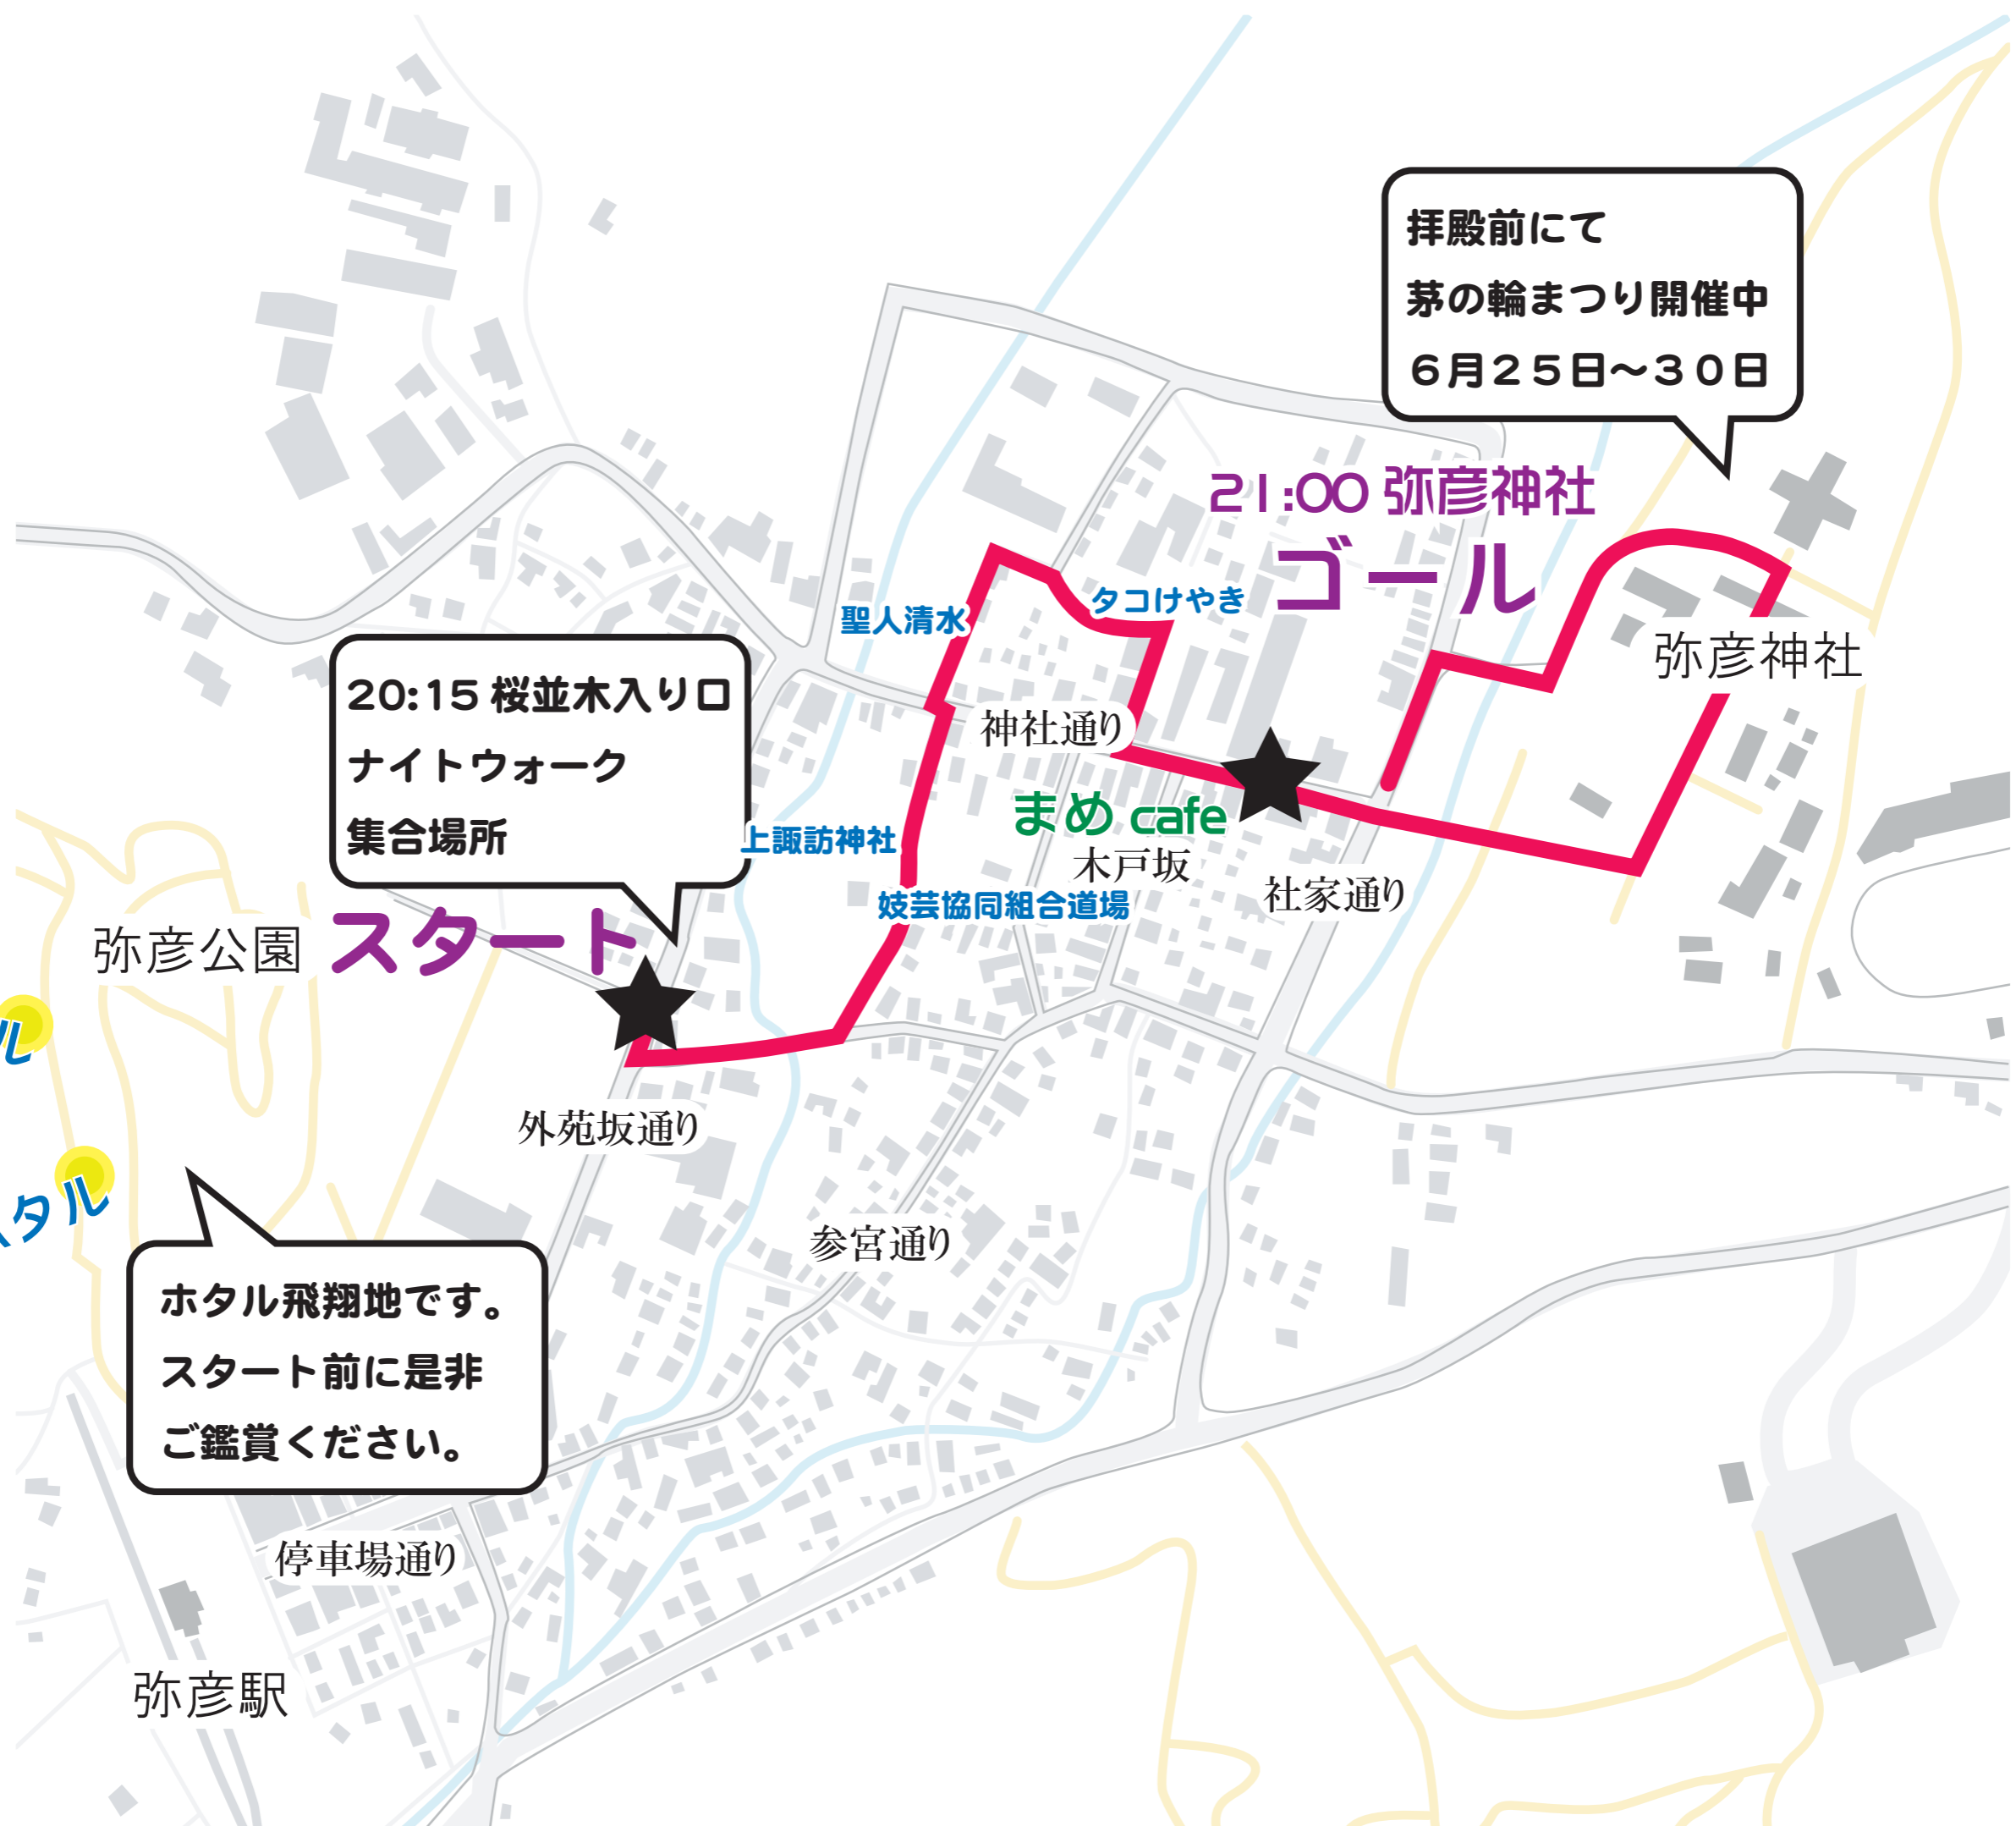 拝殿前にて
茅の輪まつり開催中
６月２５日〜３０日
21:00 弥彦神社
ゴール
タコけやき
聖人清水
弥彦神社
20:15 桜並木入り口
ナイトウォーク
集合場所
神社通り
まめ cafe
上諏訪神社
木戸坂
妓芸協同組合道場
社家通り
弥彦公園
スタート
ル
外苑坂通り
タル
参宮通り
ホタル飛翔地です。
スタート前に是非
ご鑑賞ください。
停車場通り
弥彦駅